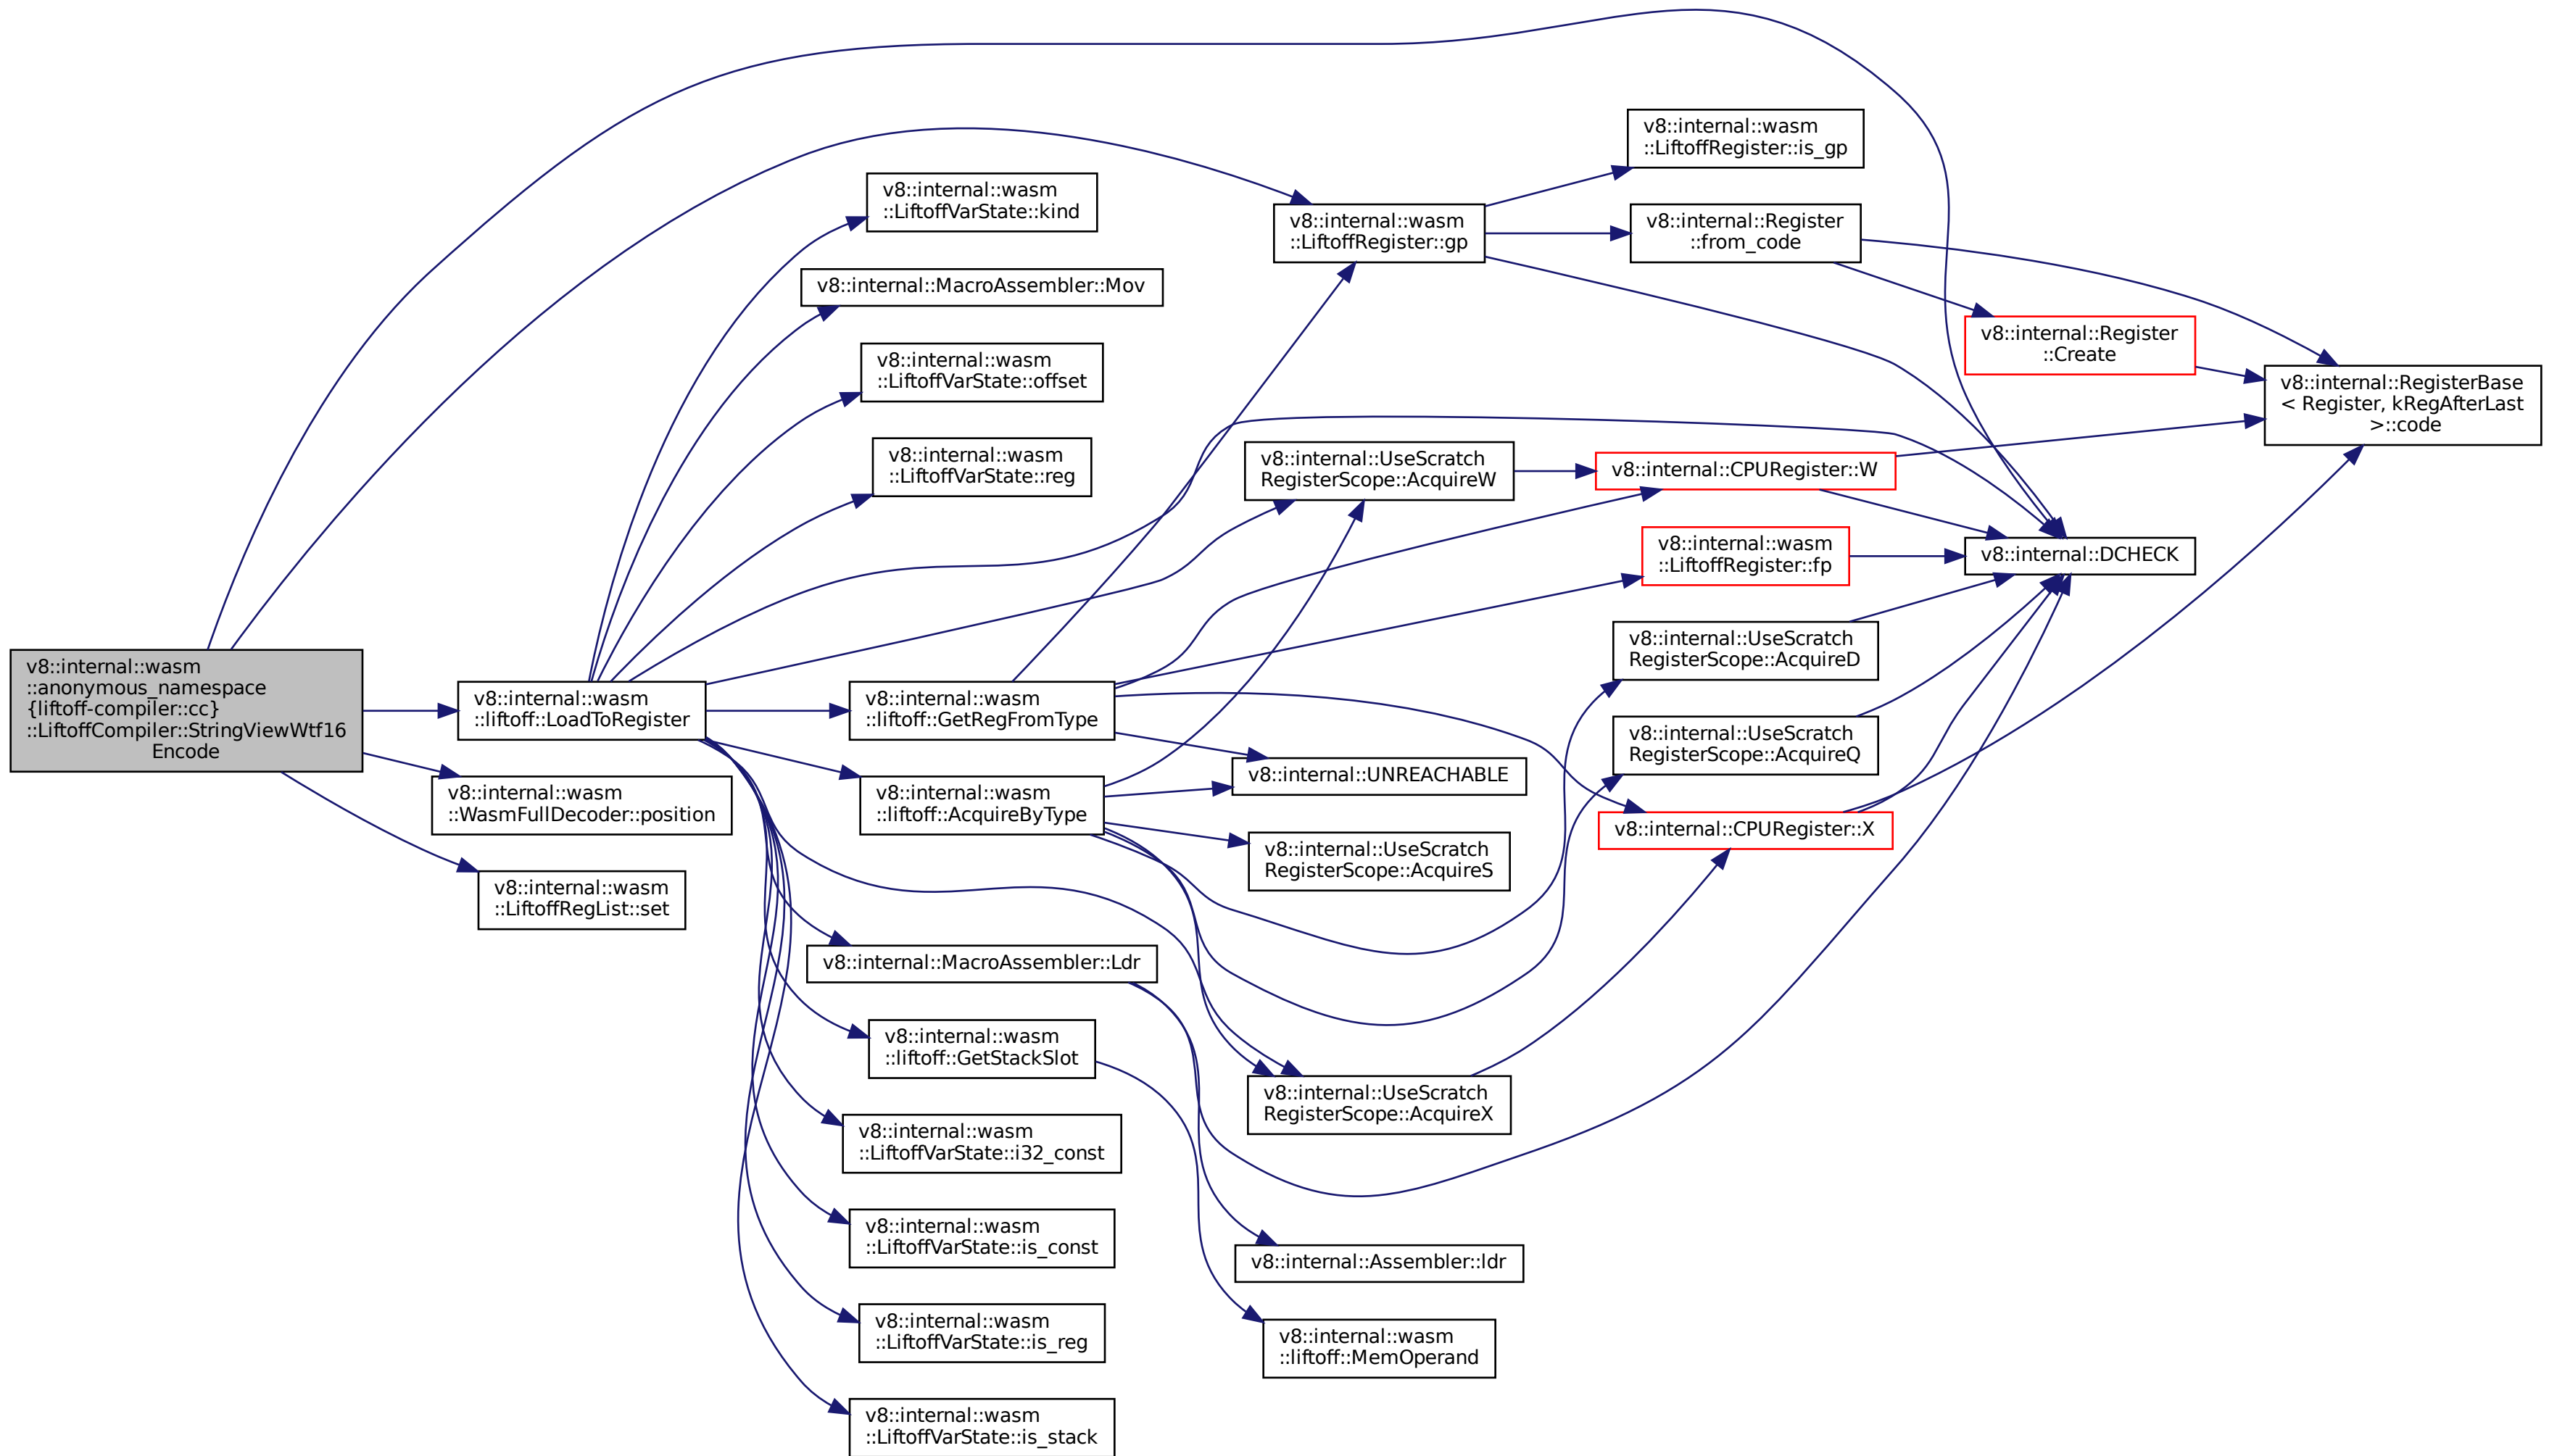 v8::internal::wasm
::anonymous_namespace
{liftoff-compiler::cc}
::LiftoffCompiler::StringViewWtf16
Encode
v8::internal::wasm
::liftoff::LoadToRegister
v8::internal::wasm
::WasmFullDecoder::position
v8::internal::wasm
::LiftoffRegList::set
v8::internal::wasm
::LiftoffVarState::kind
v8::internal::MacroAssembler::Mov
v8::internal::wasm
::LiftoffVarState::offset
v8::internal::wasm
::LiftoffVarState::reg
v8::internal::wasm
::liftoff::GetRegFromType
v8::internal::wasm
::liftoff::AcquireByType
v8::internal::MacroAssembler::Ldr
v8::internal::wasm
::liftoff::GetStackSlot
v8::internal::wasm
::LiftoffVarState::i32_const
v8::internal::wasm
::LiftoffVarState::is_const
v8::internal::wasm
::LiftoffVarState::is_reg
v8::internal::wasm
::LiftoffVarState::is_stack
v8::internal::wasm
::LiftoffRegister::gp
v8::internal::UseScratch
RegisterScope::AcquireW
v8::internal::UNREACHABLE
v8::internal::UseScratch
RegisterScope::AcquireS
v8::internal::UseScratch
RegisterScope::AcquireX
v8::internal::Assembler::ldr
v8::internal::wasm
::liftoff::MemOperand
v8::internal::wasm
::LiftoffRegister::is_gp
v8::internal::Register
::from_code
v8::internal::CPURegister::W
v8::internal::wasm
::LiftoffRegister::fp
v8::internal::UseScratch
RegisterScope::AcquireD
v8::internal::UseScratch
RegisterScope::AcquireQ
v8::internal::CPURegister::X
v8::internal::Register
::Create
v8::internal::DCHECK
v8::internal::RegisterBase
< Register, kRegAfterLast
>::code